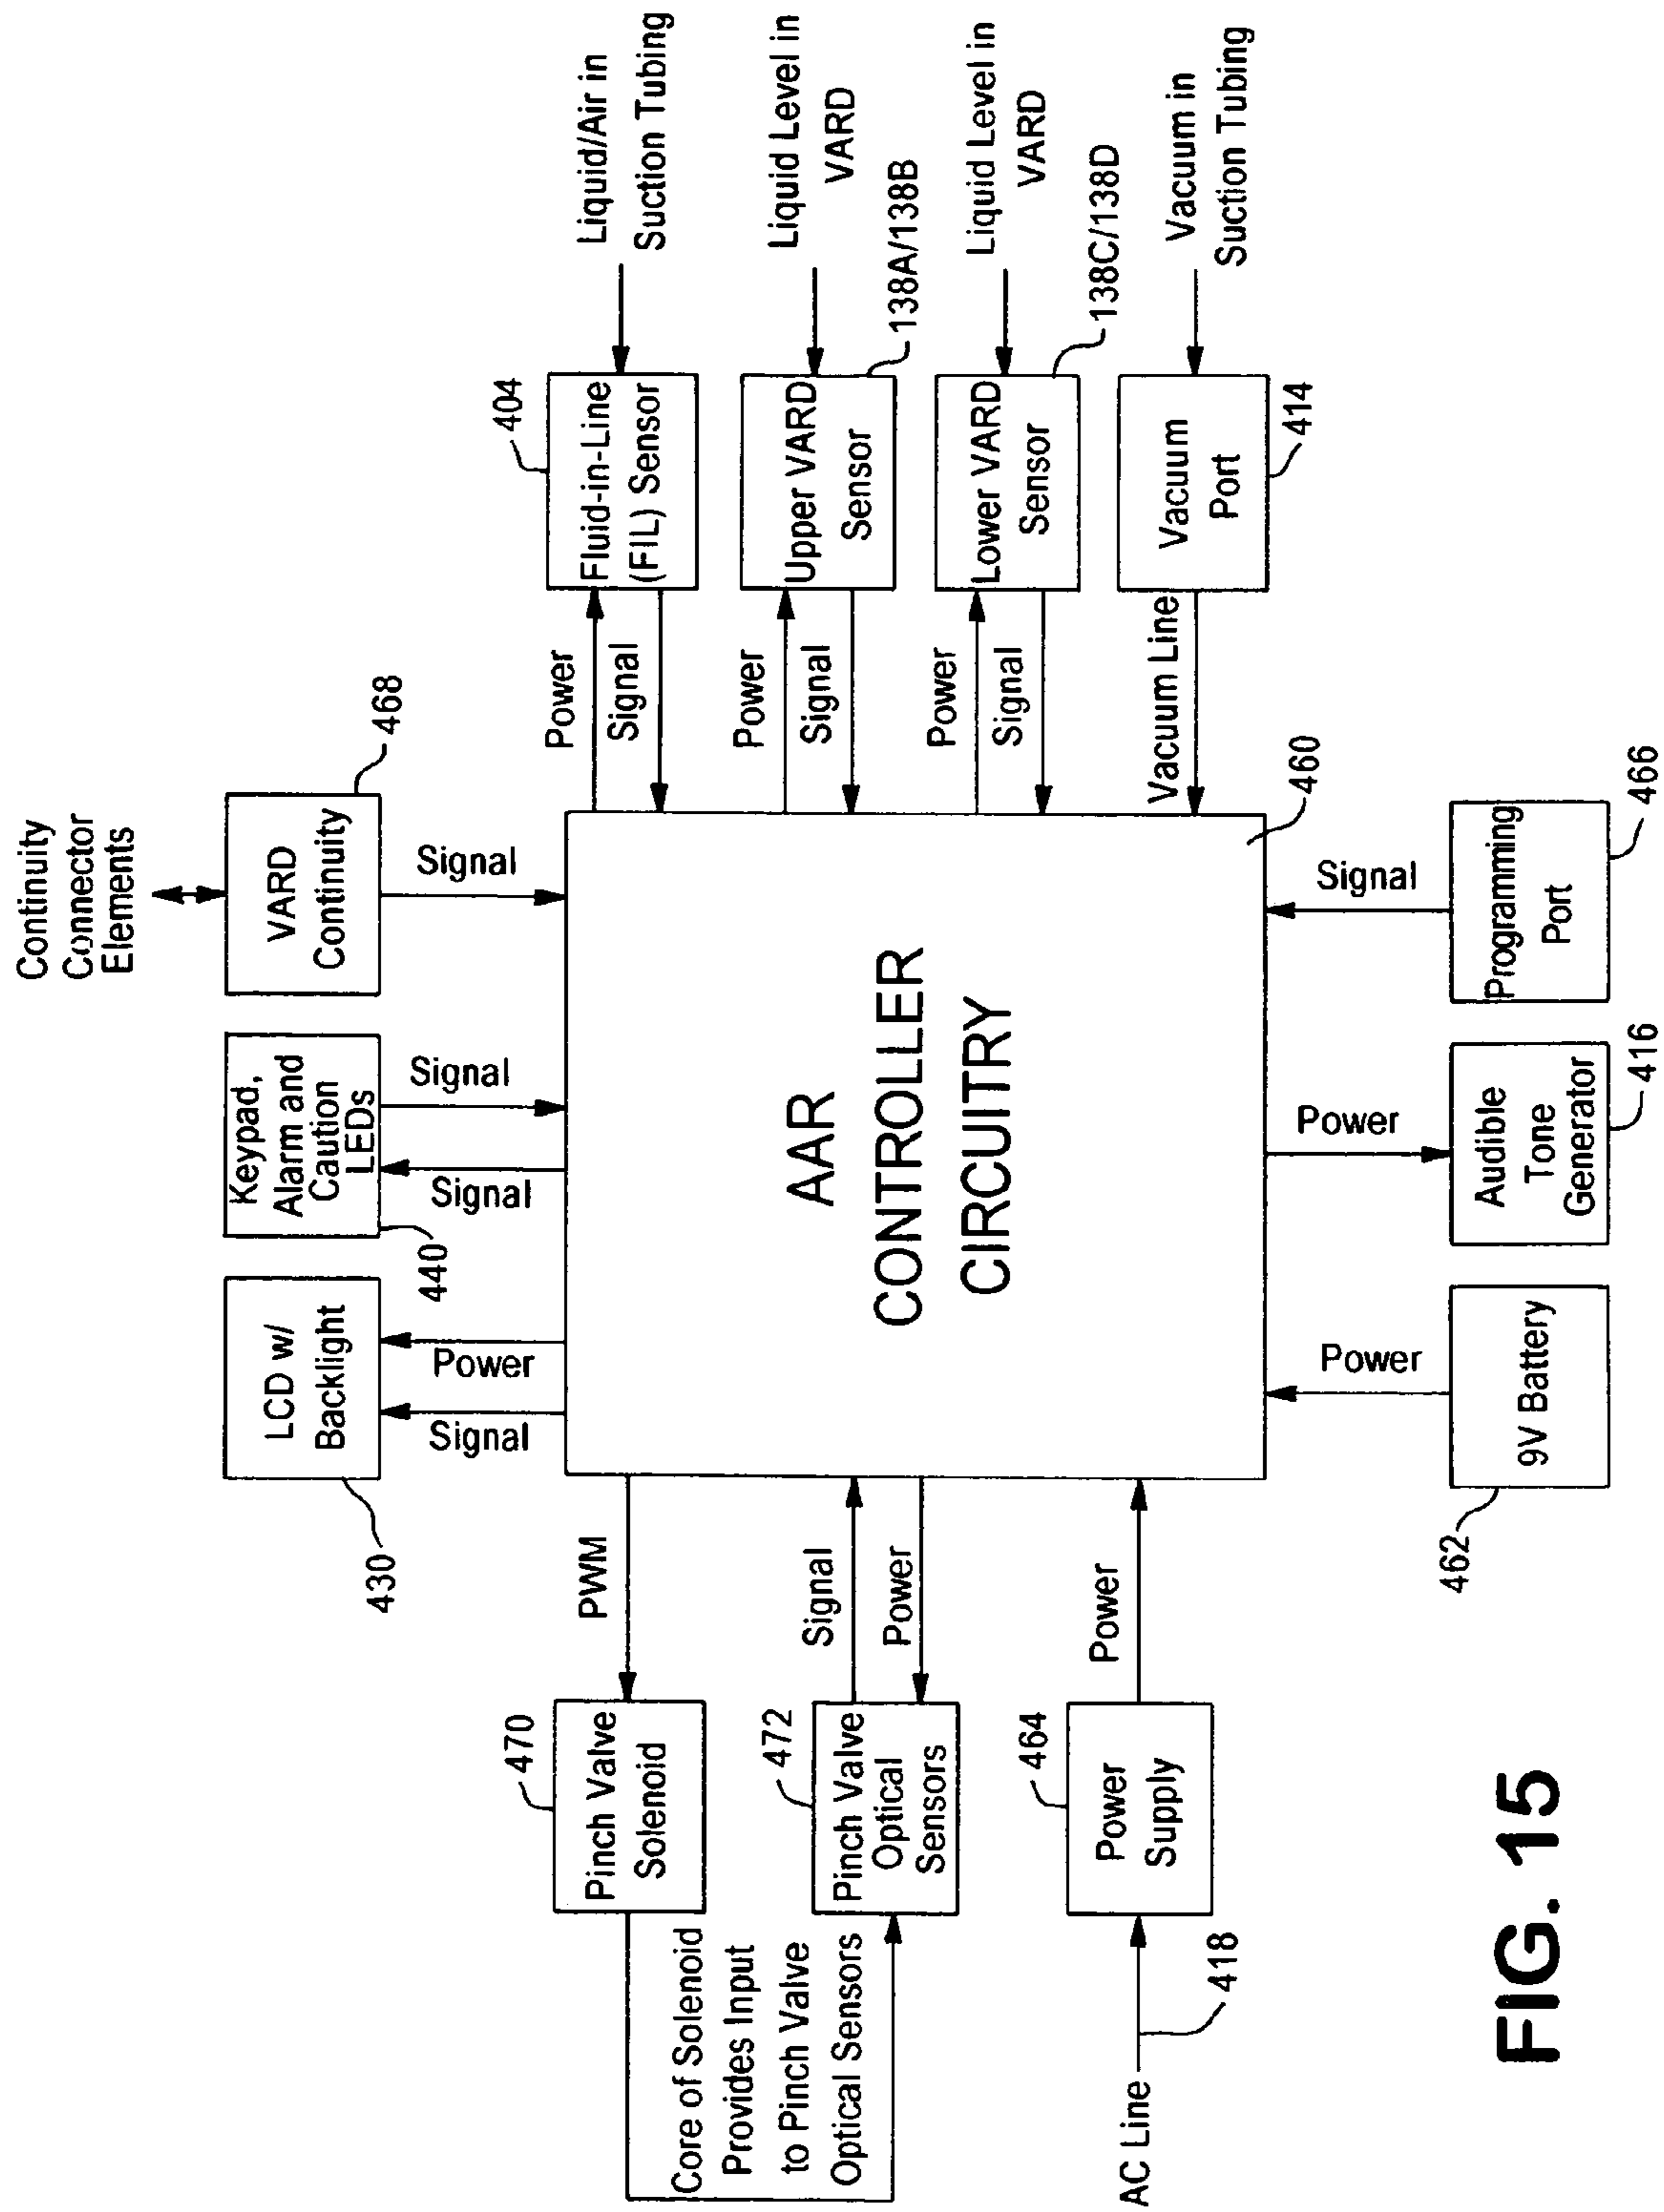 Continuity
Connector
Elements
LCD w/
Backlight
430
Keypad,
Alarm and
Caution
LEDs
440
VARD
Continuity
468
Signal
Power
Signal
Signal
Signal
Pinch Valve
Solenoid
470
PWM
Core of Solenoid
Provides Input
to Pinch Valve
Optical Sensors
Pinch Valve
Optical
Sensors
472
Signal
Power
AC Line
418
Power
Supply
464
Power
AAR
CONTROLLER
CIRCUITRY
460
Power
Signal
Fluid-in-Line
(FIL) Sensor
404
Liquid/Air in
Suction Tubing
Power
Signal
Upper VARD
Sensor
138A/138B
Liquid Level in
VARD
Power
Signal
Lower VARD
Sensor
138C/138D
Liquid Level in
VARD
Vacuum Line
Vacuum
Port
414
Vacuum in
Suction Tubing
Power
9V Battery
462
Power
Audible
Tone
Generator
416
Signal
Programming
Port
466
FIG. 15